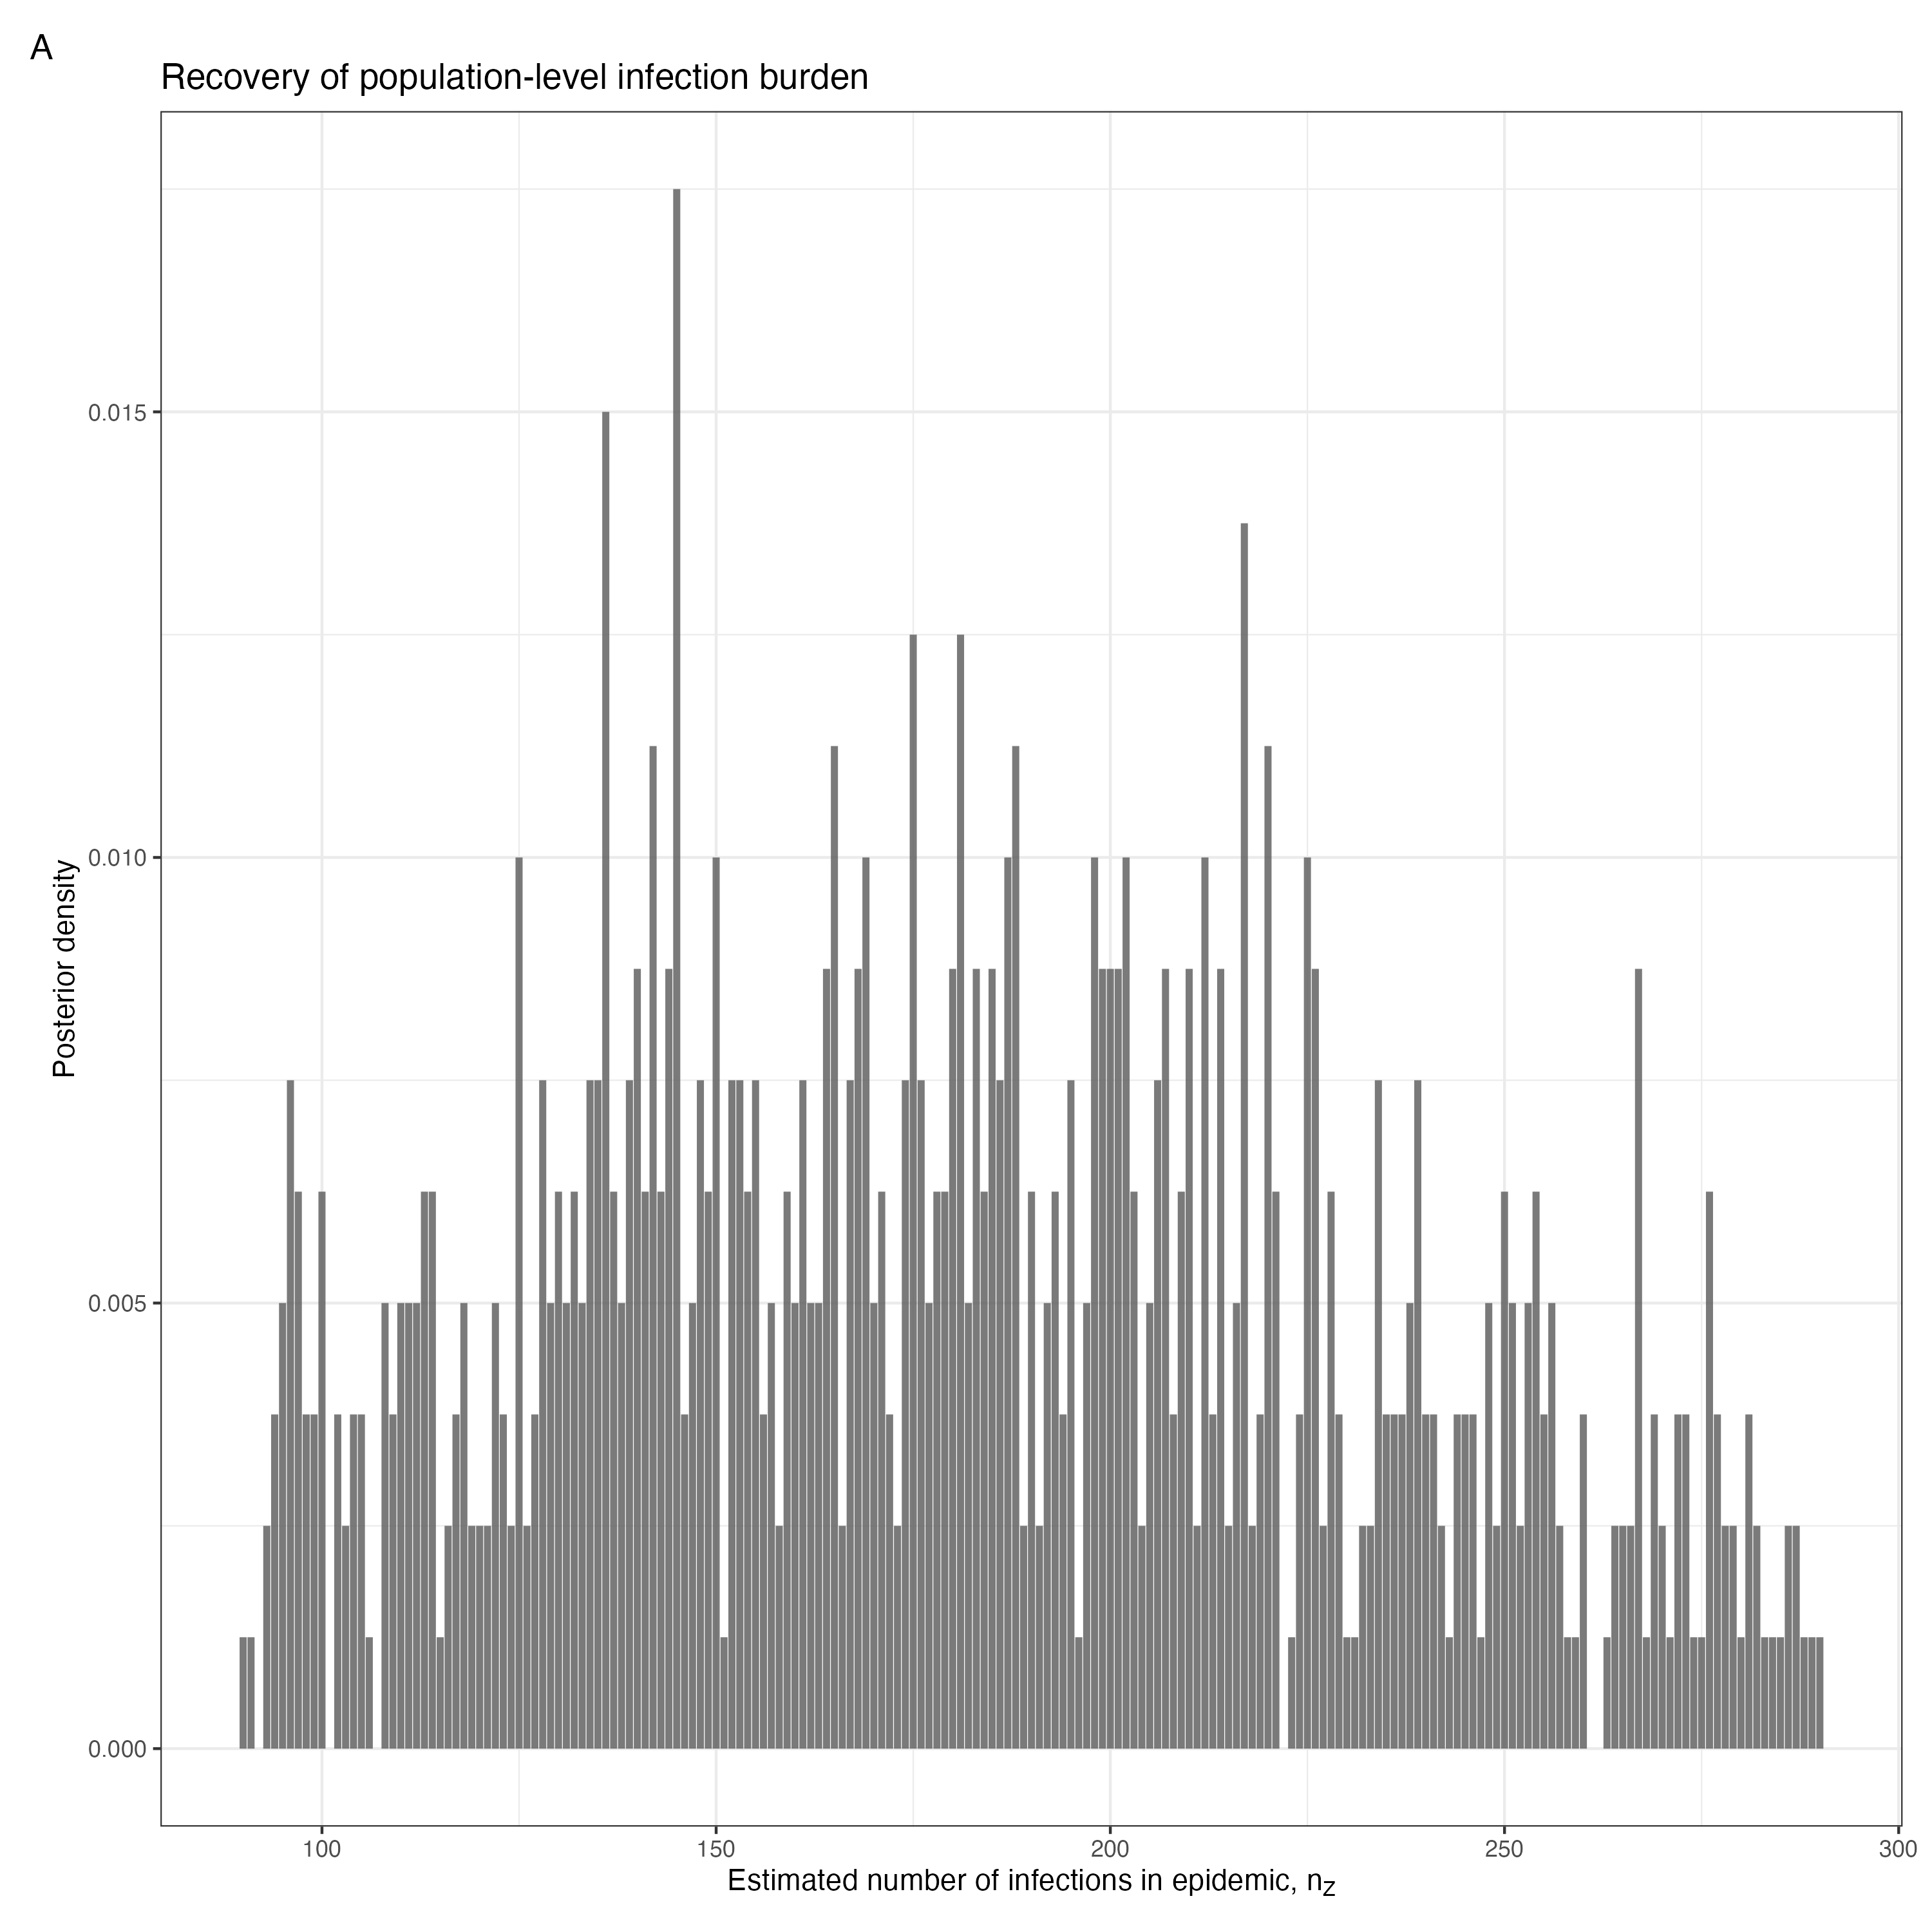 A
Recovery of population-level infection burden
Posterior density
0.015
0.010
0.005
0.000
100 150 200 250 300
Estimated number of infections in epidemic, nZ